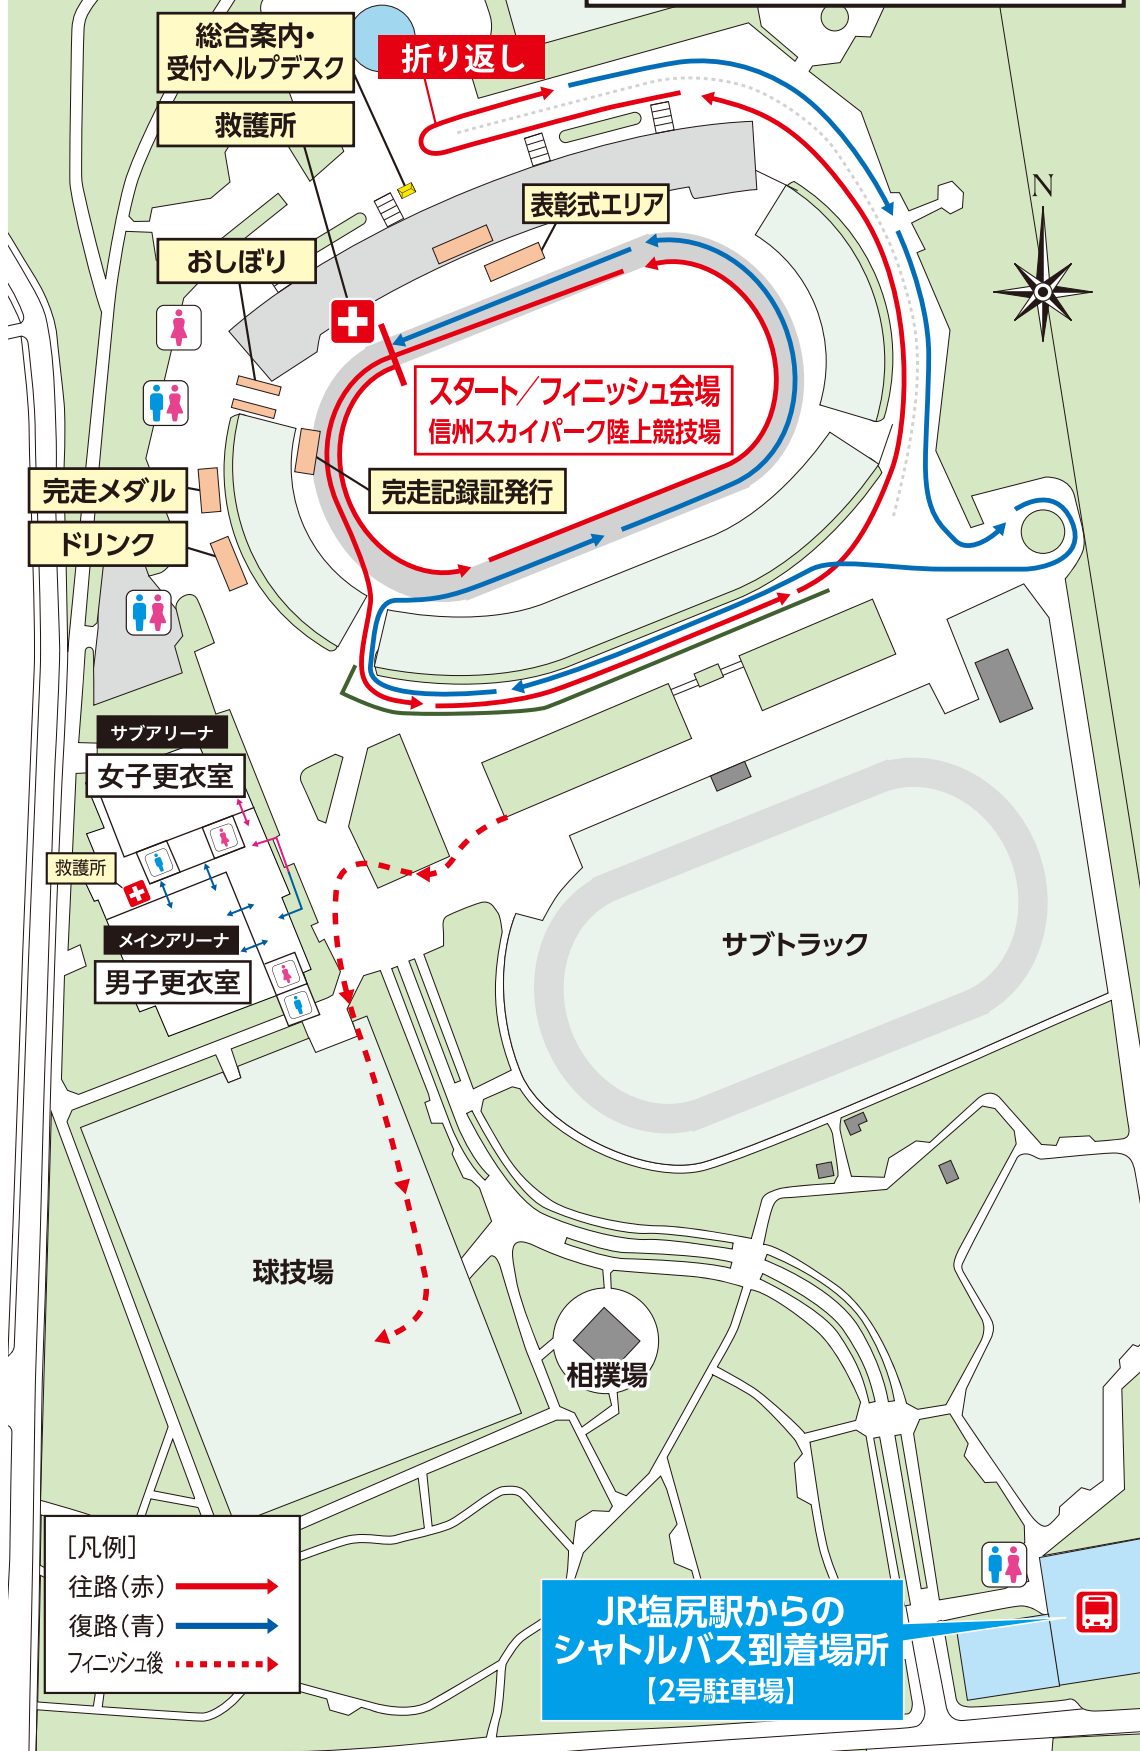 総合案内・
受付ヘルプデスク
折り返し
救護所
N
表彰式エリア
おしぼり
スタート／フィニッシュ会場
信州スカイパーク陸上競技場
完走メダル
完走記録証発行
ドリンク
サブアリーナ
女子更衣室
救護所
メインアリーナ
男子更衣室
サブトラック
球技場
相撲場
［凡例］
往路（赤）
復路（青）
フィニッシュ後
JR塩尻駅からの
シャトルバス到着場所
【2号駐車場】